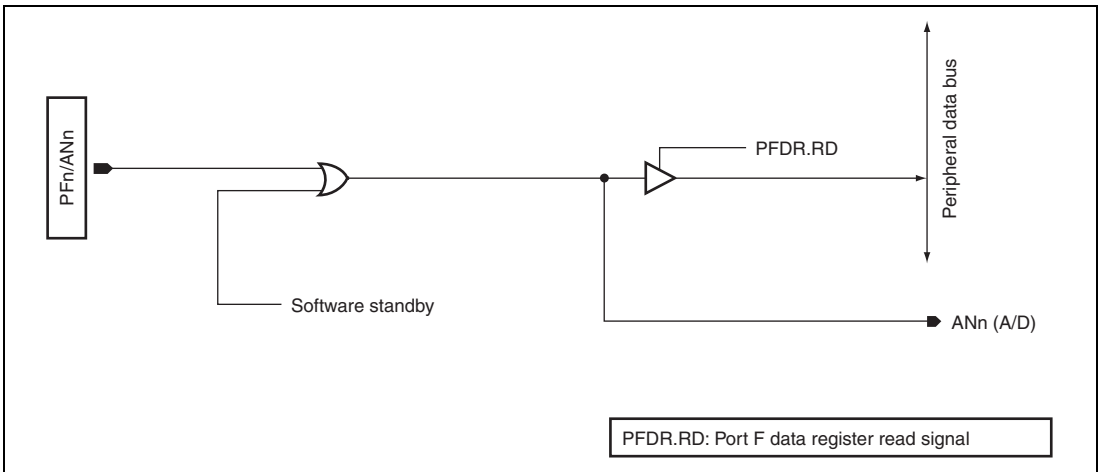 PFn/ANn
PFDR.RD
Peripheral data bus
Software standby
ANn (A/D)
PFDR.RD: Port F data register read signal